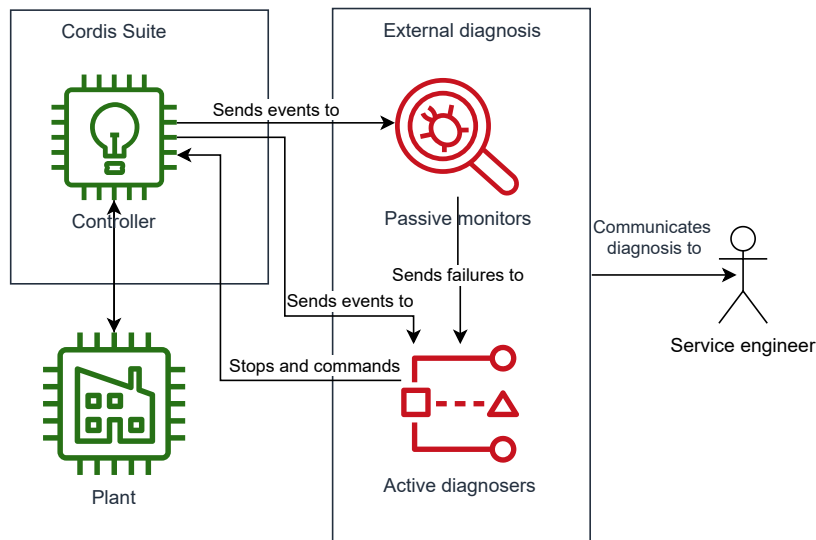 Cordis Suite
External diagnosis
Sends events to
Controller
Passive monitors
Communicates
diagnosis to
Sends failures to
Sends events to
Service engineer
Stops and commands
Active diagnosers
Plant